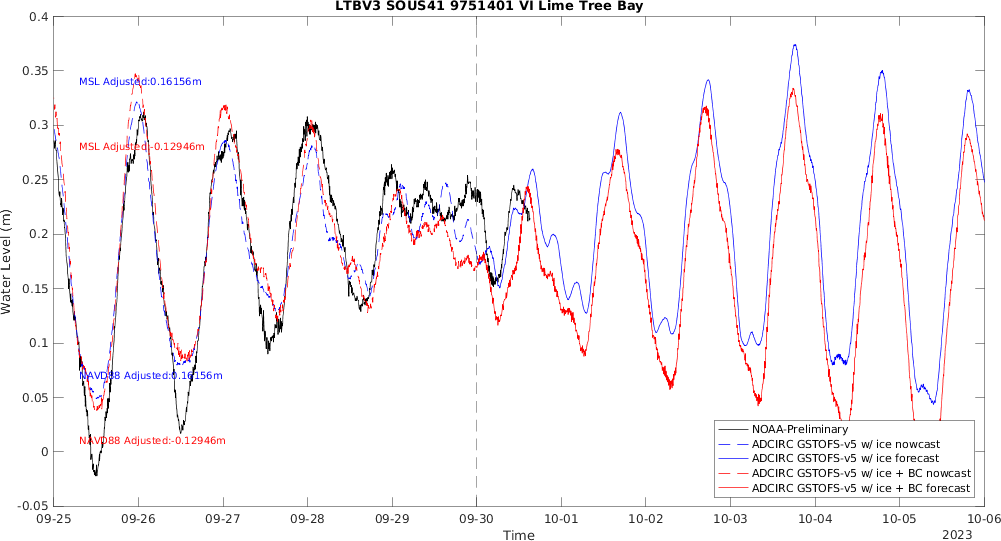 LTBV3 SOUS41 9751401 VI Lime Tree Bay
0.4
0.35
0.3
0.25
0.2
0.15
0.1
0.05
0
-0.05
Water Level (m)
MSL Adjusted:0.16156m
MSL Adjusted:-0.12946m
NAVD88 Adjusted:0.16156m
NAVD88 Adjusted:-0.12946m
NOAA-Preliminary
ADCIRC GSTOFS-v5 w/ ice nowcast
ADCIRC GSTOFS-v5 w/ ice forecast
ADCIRC GSTOFS-v5 w/ ice + BC nowcast
ADCIRC GSTOFS-v5 w/ ice + BC forecast
09-25 09-26 09-27 09-28 09-29 09-30 10-01 10-02 10-03 10-04 10-05 10-06
Time
2023